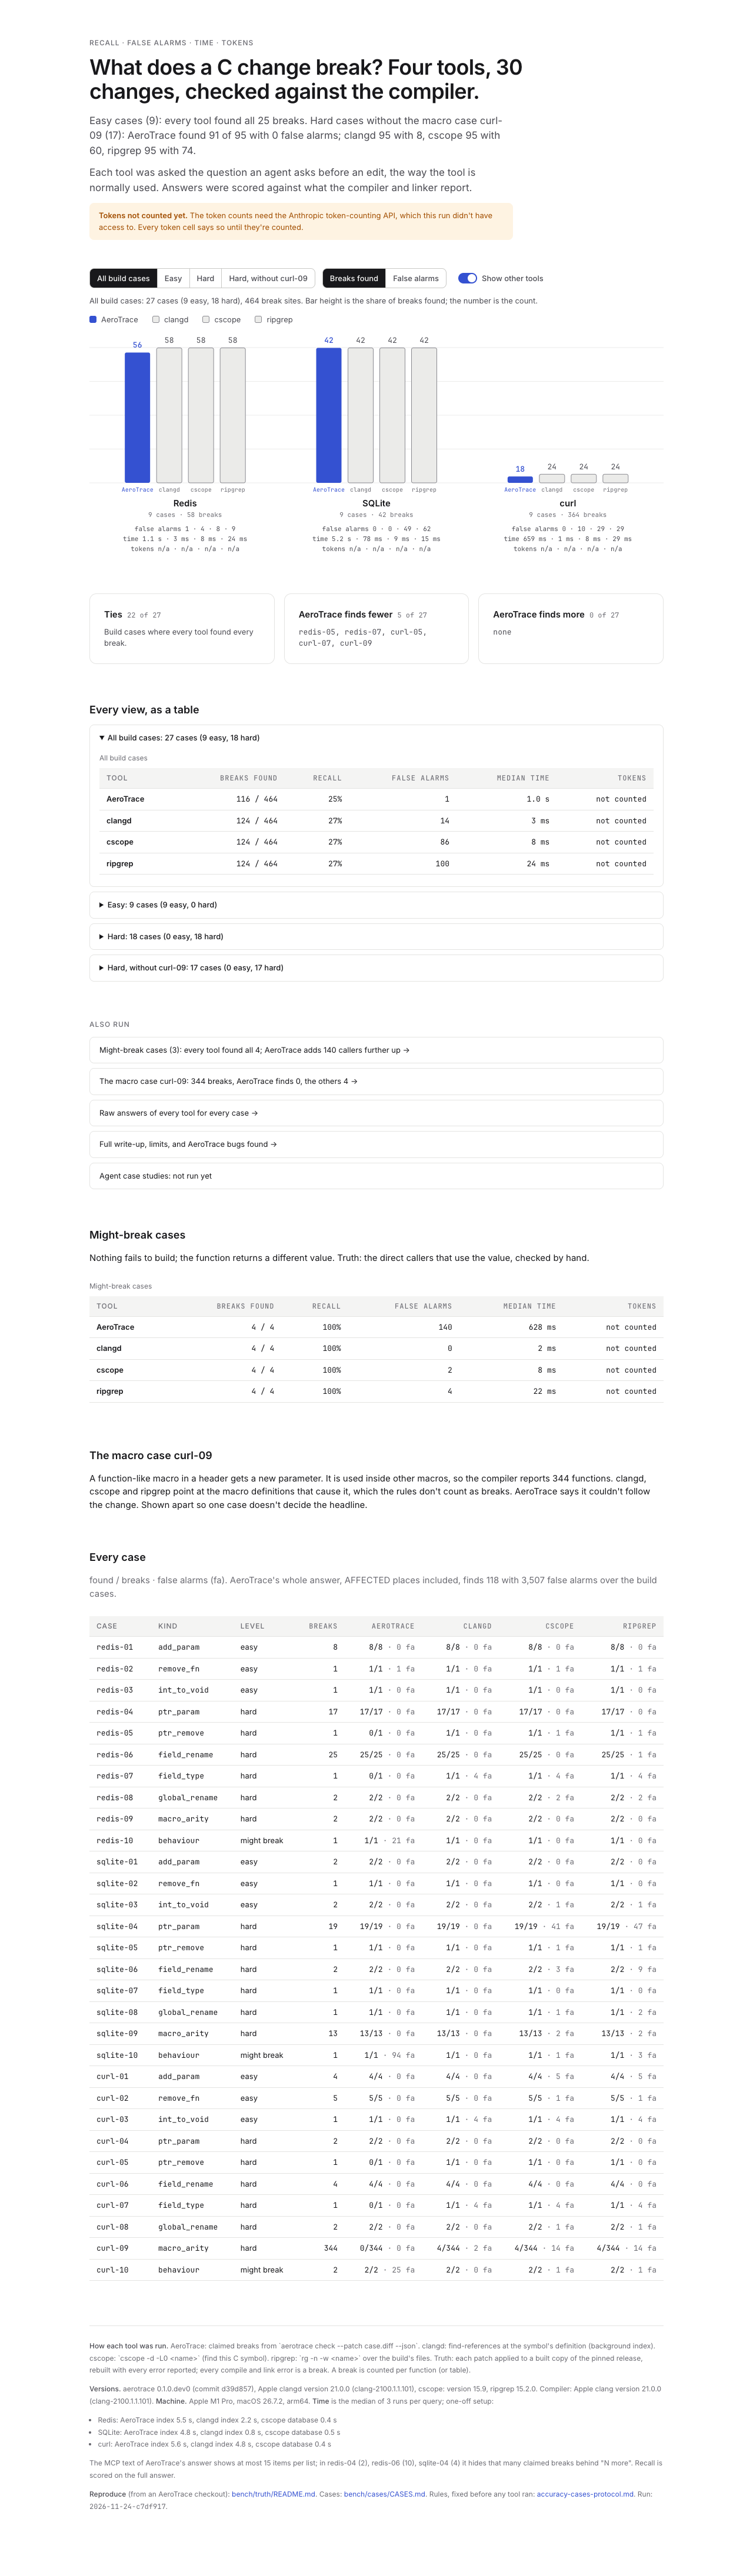 RECALL · FALSE ALARMS · TIME · TOKENS
What does a C change break? Four tools, 30
changes, checked against the compiler.
Easy cases (9): every tool found all 25 breaks. Hard cases without the macro case curl-
09 (17): AeroTrace found 91 of 95 with 0 false alarms; clangd 95 with 8, cscope 95 with
60, ripgrep 95 with 74.
Each tool was asked the question an agent asks before an edit, the way the tool is
normally used. Answers were scored against what the compiler and linker report.
Tokens not counted yet. The token counts need the Anthropic token-counting API, which this run didn't have
access to. Every token cell says so until they're counted.
All build cases Easy Hard Hard, without curl-09 Breaks found False alarms Show other tools
All build cases: 27 cases (9 easy, 18 hard), 464 break sites. Bar height is the share of breaks found; the number is the count.
AeroTrace clangd cscope ripgrep
56 58 58 58 42 42 42 42 18 24 24 24
AeroTrace clangd cscope ripgrep AeroTrace clangd cscope ripgrep AeroTrace clangd cscope ripgrep
Redis SQLite curl
9 cases · 58 breaks 9 cases · 42 breaks 9 cases · 364 breaks
false alarms 1 · 4 · 8 · 9 false alarms 0 · 0 · 49 · 62 false alarms 0 · 10 · 29 · 29
time 1.1 s · 3 ms · 8 ms · 24 ms time 5.2 s · 78 ms · 9 ms · 15 ms time 659 ms · 1 ms · 8 ms · 29 ms
tokens n/a · n/a · n/a · n/a tokens n/a · n/a · n/a · n/a tokens n/a · n/a · n/a · n/a
Ties 22 of 27
Build cases where every tool found every
break.
AeroTrace finds fewer 5 of 27
redis-05, redis-07, curl-05,
curl-07, curl-09
AeroTrace finds more 0 of 27
none
Every view, as a table
▼ All build cases: 27 cases (9 easy, 18 hard)
All build cases
TOOL BREAKS FOUND RECALL FALSE ALARMS MEDIAN TIME TOKENS
AeroTrace 116 / 464 25% 1 1.0 s not counted
clangd 124 / 464 27% 14 3 ms not counted
cscope 124 / 464 27% 86 8 ms not counted
ripgrep 124 / 464 27% 100 24 ms not counted
▶ Easy: 9 cases (9 easy, 0 hard)
▶ Hard: 18 cases (0 easy, 18 hard)
▶ Hard, without curl-09: 17 cases (0 easy, 17 hard)
ALSO RUN
Might-break cases (3): every tool found all 4; AeroTrace adds 140 callers further up →
The macro case curl-09: 344 breaks, AeroTrace finds 0, the others 4 →
Raw answers of every tool for every case →
Full write-up, limits, and AeroTrace bugs found →
Agent case studies: not run yet
Might-break cases
Nothing fails to build; the function returns a different value. Truth: the direct callers that use the value, checked by hand.
Might-break cases
TOOL BREAKS FOUND RECALL FALSE ALARMS MEDIAN TIME TOKENS
AeroTrace 4 / 4 100% 140 628 ms not counted
clangd 4 / 4 100% 0 2 ms not counted
cscope 4 / 4 100% 2 8 ms not counted
ripgrep 4 / 4 100% 4 22 ms not counted
The macro case curl-09
A function-like macro in a header gets a new parameter. It is used inside other macros, so the compiler reports 344 functions. clangd,
cscope and ripgrep point at the macro definitions that cause it, which the rules don't count as breaks. AeroTrace says it couldn't follow
the change. Shown apart so one case doesn't decide the headline.
Every case
found / breaks · false alarms (fa). AeroTrace's whole answer, AFFECTED places included, finds 118 with 3,507 false alarms over the build
cases.
CASE KIND LEVEL BREAKS AEROTRACE CLANGD CSCOPE RIPGREP
redis-01 add_param easy 8 8/8 · 0 fa 8/8 · 0 fa 8/8 · 0 fa 8/8 · 0 fa
redis-02 remove_fn easy 1 1/1 · 1 fa 1/1 · 0 fa 1/1 · 1 fa 1/1 · 1 fa
redis-03 int_to_void easy 1 1/1 · 0 fa 1/1 · 0 fa 1/1 · 0 fa 1/1 · 0 fa
redis-04 ptr_param hard 17 17/17 · 0 fa 17/17 · 0 fa 17/17 · 0 fa 17/17 · 0 fa
redis-05 ptr_remove hard 1 0/1 · 0 fa 1/1 · 0 fa 1/1 · 1 fa 1/1 · 1 fa
redis-06 field_rename hard 25 25/25 · 0 fa 25/25 · 0 fa 25/25 · 0 fa 25/25 · 1 fa
redis-07 field_type hard 1 0/1 · 0 fa 1/1 · 4 fa 1/1 · 4 fa 1/1 · 4 fa
redis-08 global_rename hard 2 2/2 · 0 fa 2/2 · 0 fa 2/2 · 2 fa 2/2 · 2 fa
redis-09 macro_arity hard 2 2/2 · 0 fa 2/2 · 0 fa 2/2 · 0 fa 2/2 · 0 fa
redis-10 behaviour might break 1 1/1 · 21 fa 1/1 · 0 fa 1/1 · 0 fa 1/1 · 0 fa
sqlite-01 add_param easy 2 2/2 · 0 fa 2/2 · 0 fa 2/2 · 0 fa 2/2 · 0 fa
sqlite-02 remove_fn easy 1 1/1 · 0 fa 1/1 · 0 fa 1/1 · 0 fa 1/1 · 0 fa
sqlite-03 int_to_void easy 2 2/2 · 0 fa 2/2 · 0 fa 2/2 · 1 fa 2/2 · 1 fa
sqlite-04 ptr_param hard 19 19/19 · 0 fa 19/19 · 0 fa 19/19 · 41 fa 19/19 · 47 fa
sqlite-05 ptr_remove hard 1 1/1 · 0 fa 1/1 · 0 fa 1/1 · 1 fa 1/1 · 1 fa
sqlite-06 field_rename hard 2 2/2 · 0 fa 2/2 · 0 fa 2/2 · 3 fa 2/2 · 9 fa
sqlite-07 field_type hard 1 1/1 · 0 fa 1/1 · 0 fa 1/1 · 0 fa 1/1 · 0 fa
sqlite-08 global_rename hard 1 1/1 · 0 fa 1/1 · 0 fa 1/1 · 1 fa 1/1 · 2 fa
sqlite-09 macro_arity hard 13 13/13 · 0 fa 13/13 · 0 fa 13/13 · 2 fa 13/13 · 2 fa
sqlite-10 behaviour might break 1 1/1 · 94 fa 1/1 · 0 fa 1/1 · 1 fa 1/1 · 3 fa
curl-01 add_param easy 4 4/4 · 0 fa 4/4 · 0 fa 4/4 · 5 fa 4/4 · 5 fa
curl-02 remove_fn easy 5 5/5 · 0 fa 5/5 · 0 fa 5/5 · 1 fa 5/5 · 1 fa
curl-03 int_to_void easy 1 1/1 · 0 fa 1/1 · 4 fa 1/1 · 4 fa 1/1 · 4 fa
curl-04 ptr_param hard 2 2/2 · 0 fa 2/2 · 0 fa 2/2 · 0 fa 2/2 · 0 fa
curl-05 ptr_remove hard 1 0/1 · 0 fa 1/1 · 0 fa 1/1 · 0 fa 1/1 · 0 fa
curl-06 field_rename hard 4 4/4 · 0 fa 4/4 · 0 fa 4/4 · 0 fa 4/4 · 0 fa
curl-07 field_type hard 1 0/1 · 0 fa 1/1 · 4 fa 1/1 · 4 fa 1/1 · 4 fa
curl-08 global_rename hard 2 2/2 · 0 fa 2/2 · 0 fa 2/2 · 1 fa 2/2 · 1 fa
curl-09 macro_arity hard 344 0/344 · 0 fa 4/344 · 2 fa 4/344 · 14 fa 4/344 · 14 fa
curl-10 behaviour might break 2 2/2 · 25 fa 2/2 · 0 fa 2/2 · 1 fa 2/2 · 1 fa
How each tool was run. AeroTrace: claimed breaks from `aerotrace check --patch case.diff --json`. clangd: find-references at the symbol's definition (background index).
cscope: `cscope -d -L0 <name>` (find this C symbol). ripgrep: `rg -n -w <name>` over the build's files. Truth: each patch applied to a built copy of the pinned release,
rebuilt with every error reported; every compile and link error is a break. A break is counted per function (or table).
Versions. aerotrace 0.1.0.dev0 (commit d39d857), Apple clangd version 21.0.0 (clang-2100.1.1.101), cscope: version 15.9, ripgrep 15.2.0. Compiler: Apple clang version 21.0.0
(clang-2100.1.1.101). Machine. Apple M1 Pro, macOS 26.7.2, arm64. Time is the median of 3 runs per query; one-off setup:
• Redis: AeroTrace index 5.5 s, clangd index 2.2 s, cscope database 0.4 s
• SQLite: AeroTrace index 4.8 s, clangd index 0.8 s, cscope database 0.5 s
• curl: AeroTrace index 5.6 s, clangd index 4.8 s, cscope database 0.4 s
The MCP text of AeroTrace's answer shows at most 15 items per list; in redis-04 (2), redis-06 (10), sqlite-04 (4) it hides that many claimed breaks behind "N more". Recall is
scored on the full answer.
Reproduce (from an AeroTrace checkout): bench/truth/README.md. Cases: bench/cases/CASES.md. Rules, fixed before any tool ran: accuracy-cases-protocol.md. Run:
2026-11-24-c7df917.